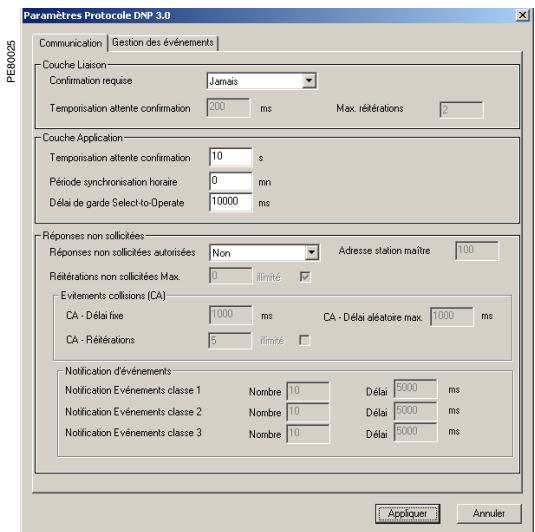 Paramètres Protocole DNP 3.0
PE80025
Communication Gestion des événements
Couche Liaison
Confirmation requise Jamais
Temporisation attente confirmation 200 ms Max. réitérations 2
Couche Application
Temporisation attente confirmation 10 s
Période synchronisation horaire 0 mn
Délai de garde Select-to-Operate 10000 ms
Réponses non sollicitées
Réponses non sollicitées autorisées Non Adresse station maître 100
Réitérations non sollicitées Max. 0 illimité
Evitements collisions (CA)
CA - Délai fixe 1000 ms CA - Délai aléatoire max. 1000 ms
CA - Réitérations 5 illimité
Notification d'événements
Notification Evénements classe 1 Nombre 10 Délai 5000 ms
Notification Evénements classe 2 Nombre 10 Délai 5000 ms
Notification Evénements classe 3 Nombre 10 Délai 5000 ms
Appliquer Annuler